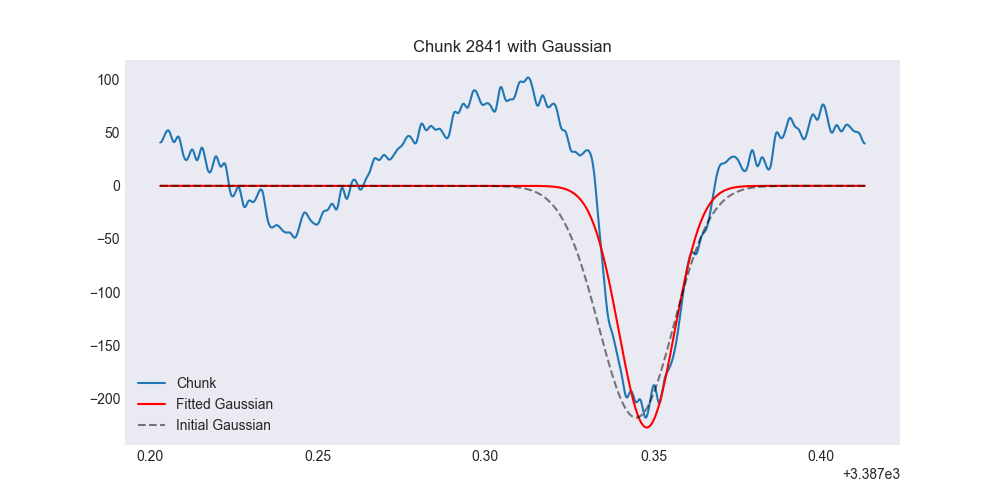 Chunk 2841 with Gaussian
100
50
0
−50
−100
−150
−200
Chunk
Fitted Gaussian
Initial Gaussian
0.20 0.25 0.30 0.35 0.40
+3.387e3